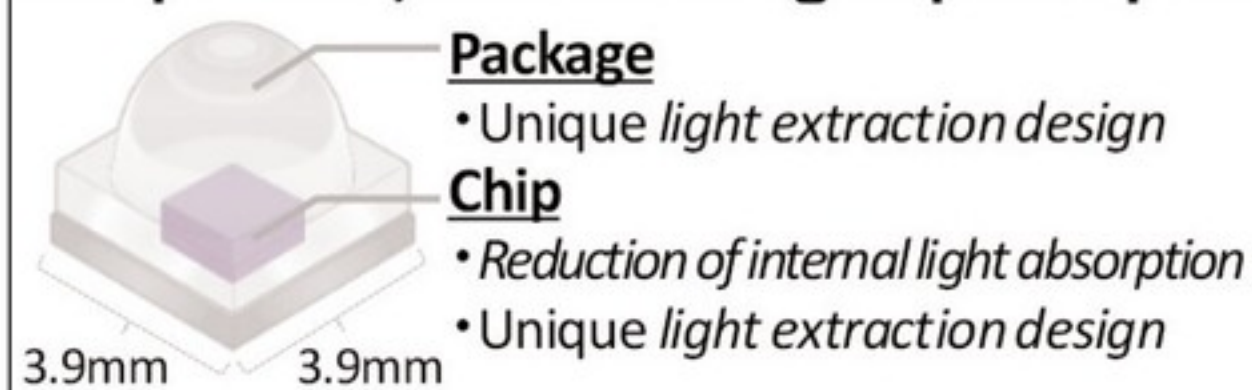 Package
•Unique light extraction design
Chip
•Reduction of internal light absorption
•Unique light extraction design
3.9mm 3.9mm